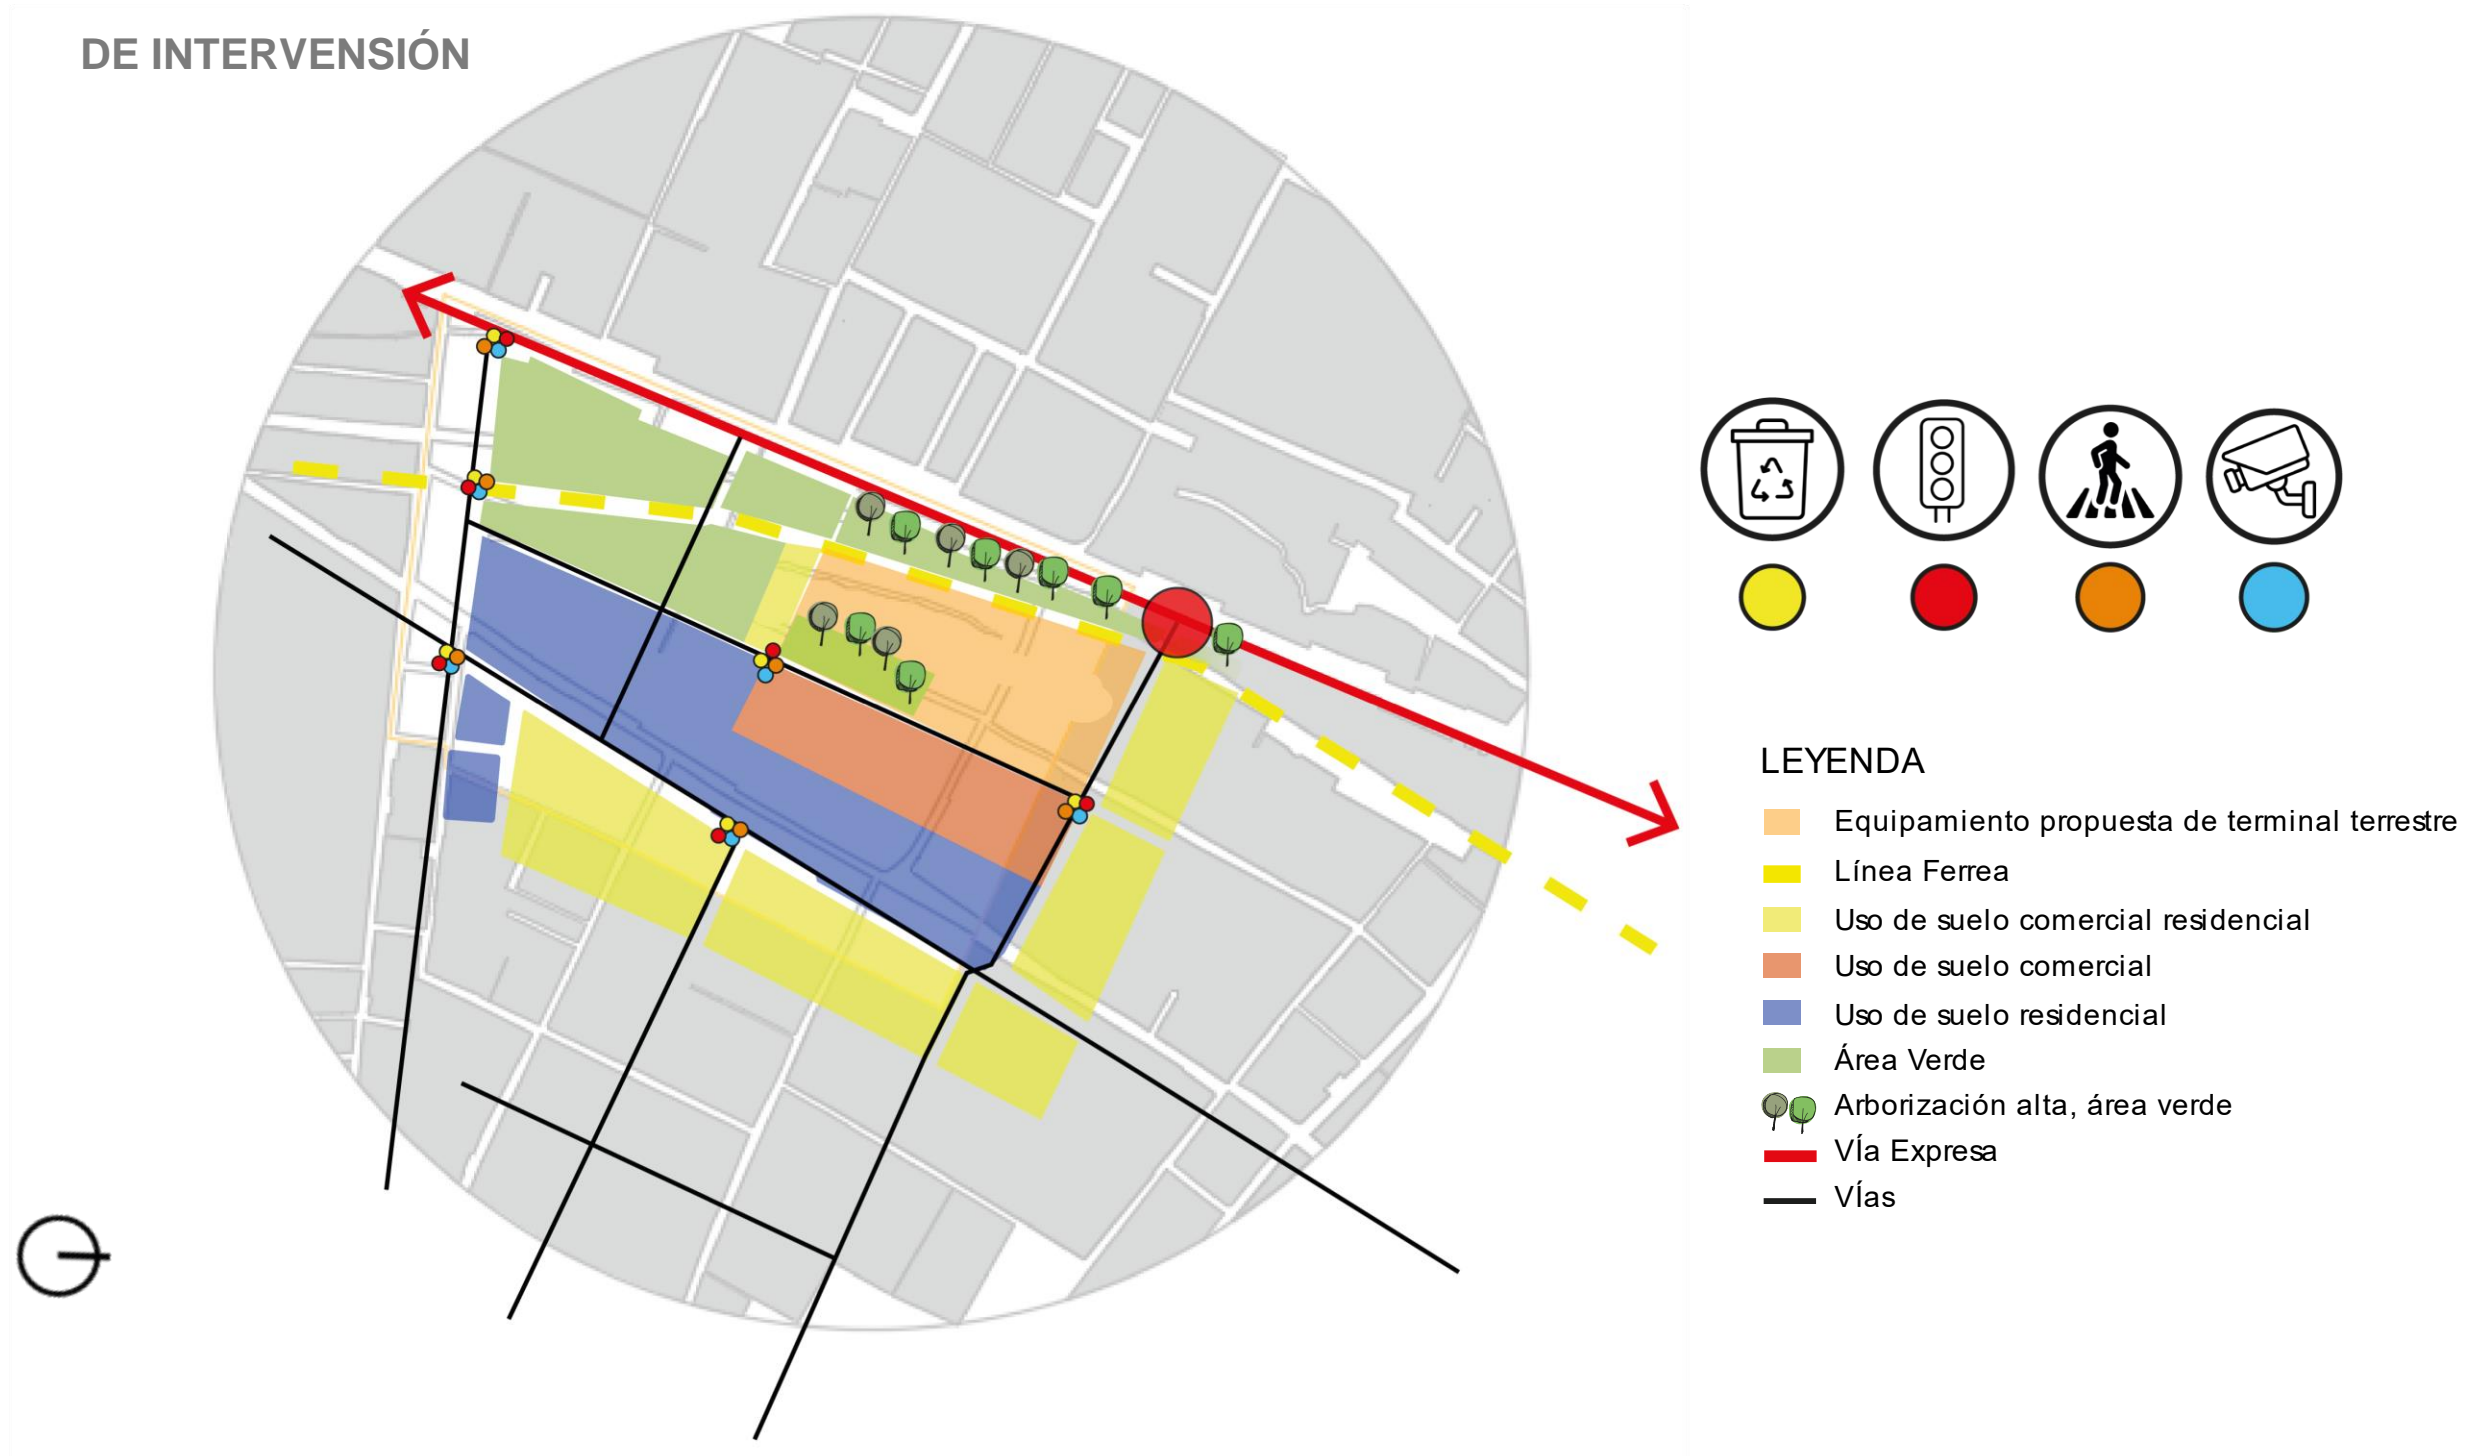 DE INTERVENSIÓN
LEYENDA
Equipamiento propuesta de terminal terrestre
Línea Ferrea
Uso de suelo comercial residencial
Uso de suelo comercial
Uso de suelo residencial
Área Verde
Arborización alta, área verde
VÍa Expresa
VÍas